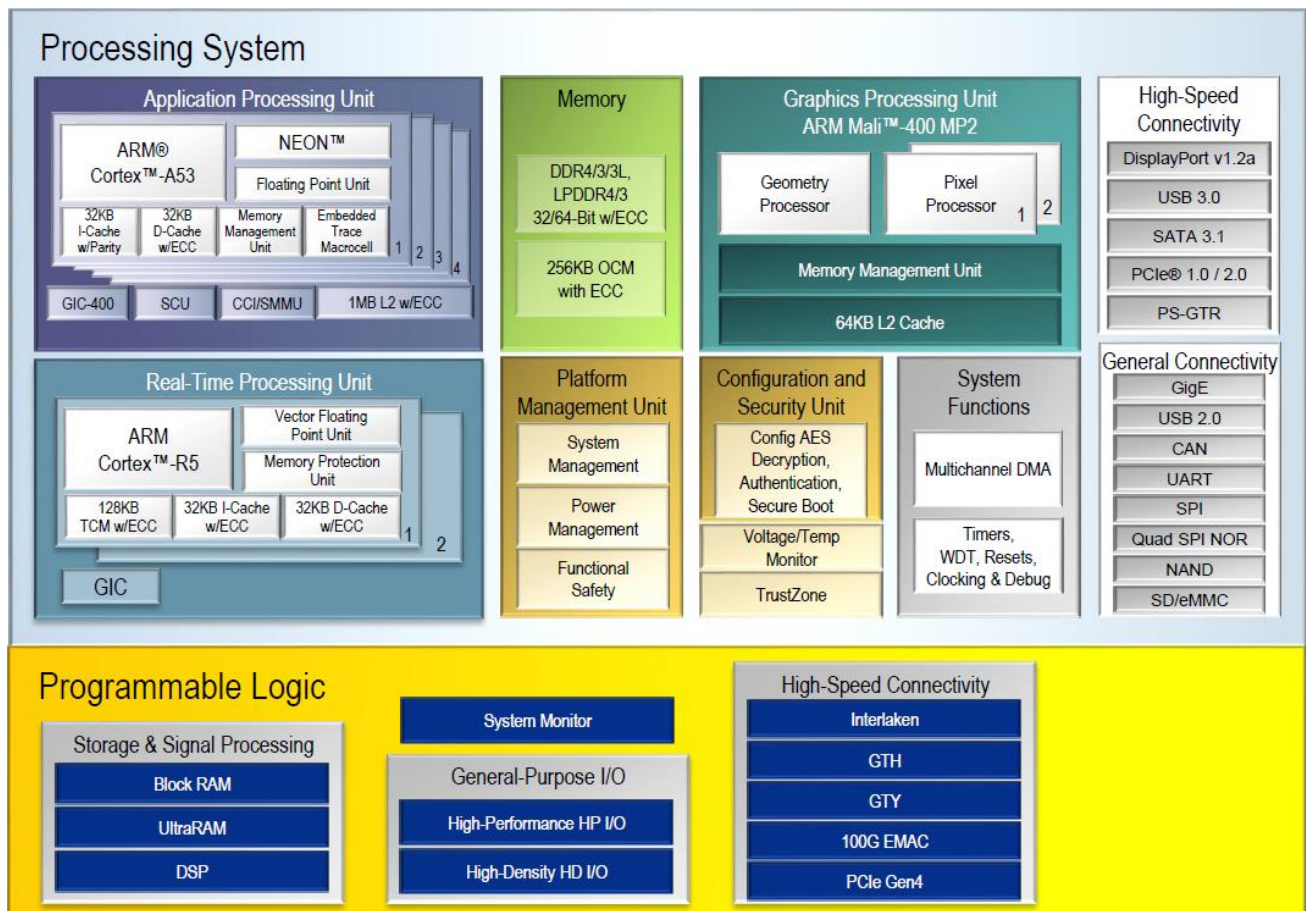 Processing System
Application Processing Unit
ARM®
Cortex™-A53
NEON™
Floating Point Unit
32KB
I-Cache
w/Parity
32KB
D-Cache
w/ECC
Memory
Management
Unit
Embedded
Trace
Macrocell
1
2
3
4
GIC-400
SCU
CCI/SMMU
1MB L2 w/ECC
Memory
DDR4/3/3L,
LPDDR4/3
32/64-Bit w/ECC
256KB OCM
with ECC
Graphics Processing Unit
ARM Mali™-400 MP2
Geometry
Processor
Pixel
Processor
1
2
Memory Management Unit
64KB L2 Cache
High-Speed
Connectivity
DisplayPort v1.2a
USB 3.0
SATA 3.1
PCIe® 1.0 / 2.0
PS-GTR
Real-Time Processing Unit
ARM
Cortex™-R5
Vector Floating
Point Unit
Memory Protection
Unit
128KB
TCM w/ECC
32KB I-Cache
w/ECC
32KB D-Cache
w/ECC
1
2
GIC
Platform
Management Unit
System
Management
Power
Management
Functional
Safety
Configuration and
Security Unit
Config AES
Decryption,
Authentication,
Secure Boot
Voltage/Temp
Monitor
TrustZone
System
Functions
Multichannel DMA
Timers,
WDT, Resets,
Clocking & Debug
General Connectivity
GigE
USB 2.0
CAN
UART
SPI
Quad SPI NOR
NAND
SD/eMMC
Programmable Logic
Storage & Signal Processing
Block RAM
UltraRAM
DSP
System Monitor
General-Purpose I/O
High-Performance HP I/O
High-Density HD I/O
High-Speed Connectivity
Interlaken
GTH
GTY
100G EMAC
PCIe Gen4